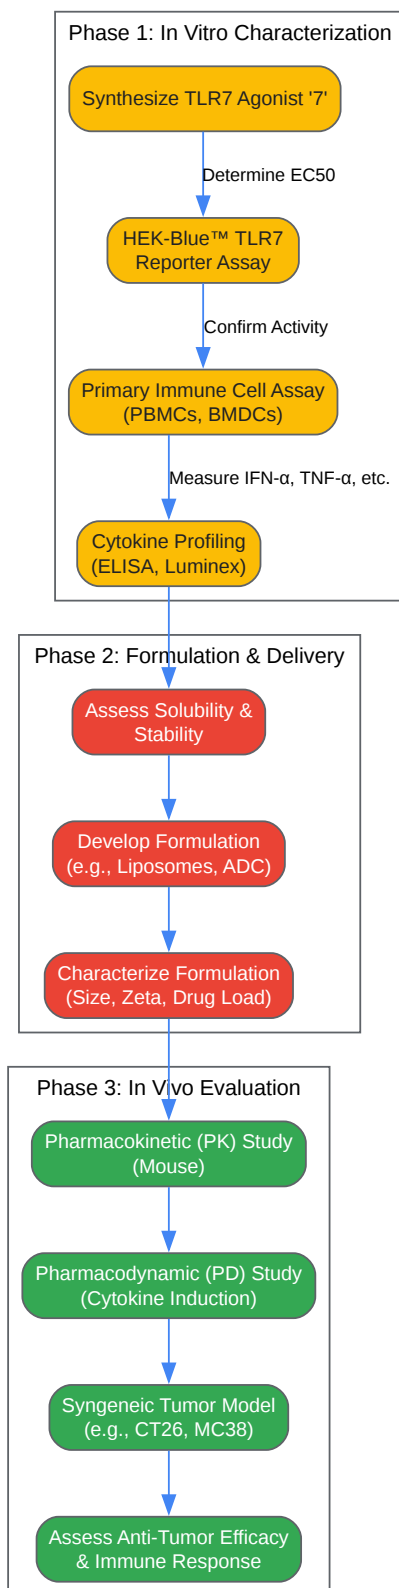 Phase 1: In Vitro Characterization
Synthesize TLR7 Agonist '7'
Determine EC50
HEK-Blue™ TLR7
Reporter Assay
Confirm Activity
Primary Immune Cell Assay
(PBMCs, BMDCs)
Measure IFN-α, TNF-α, etc.
Cytokine Profiling
(ELISA, Luminex)
Phase 2: Formulation & Delivery
Assess Solubility &
Stability
Develop Formulation
(e.g., Liposomes, ADC)
Characterize Formulation
(Size, Zeta, Drug Load)
Phase 3: In Vivo Evaluation
Pharmacokinetic (PK) Study
(Mouse)
Pharmacodynamic (PD) Study
(Cytokine Induction)
Syngeneic Tumor Model
(e.g., CT26, MC38)
Assess Anti-Tumor Efficacy
& Immune Response